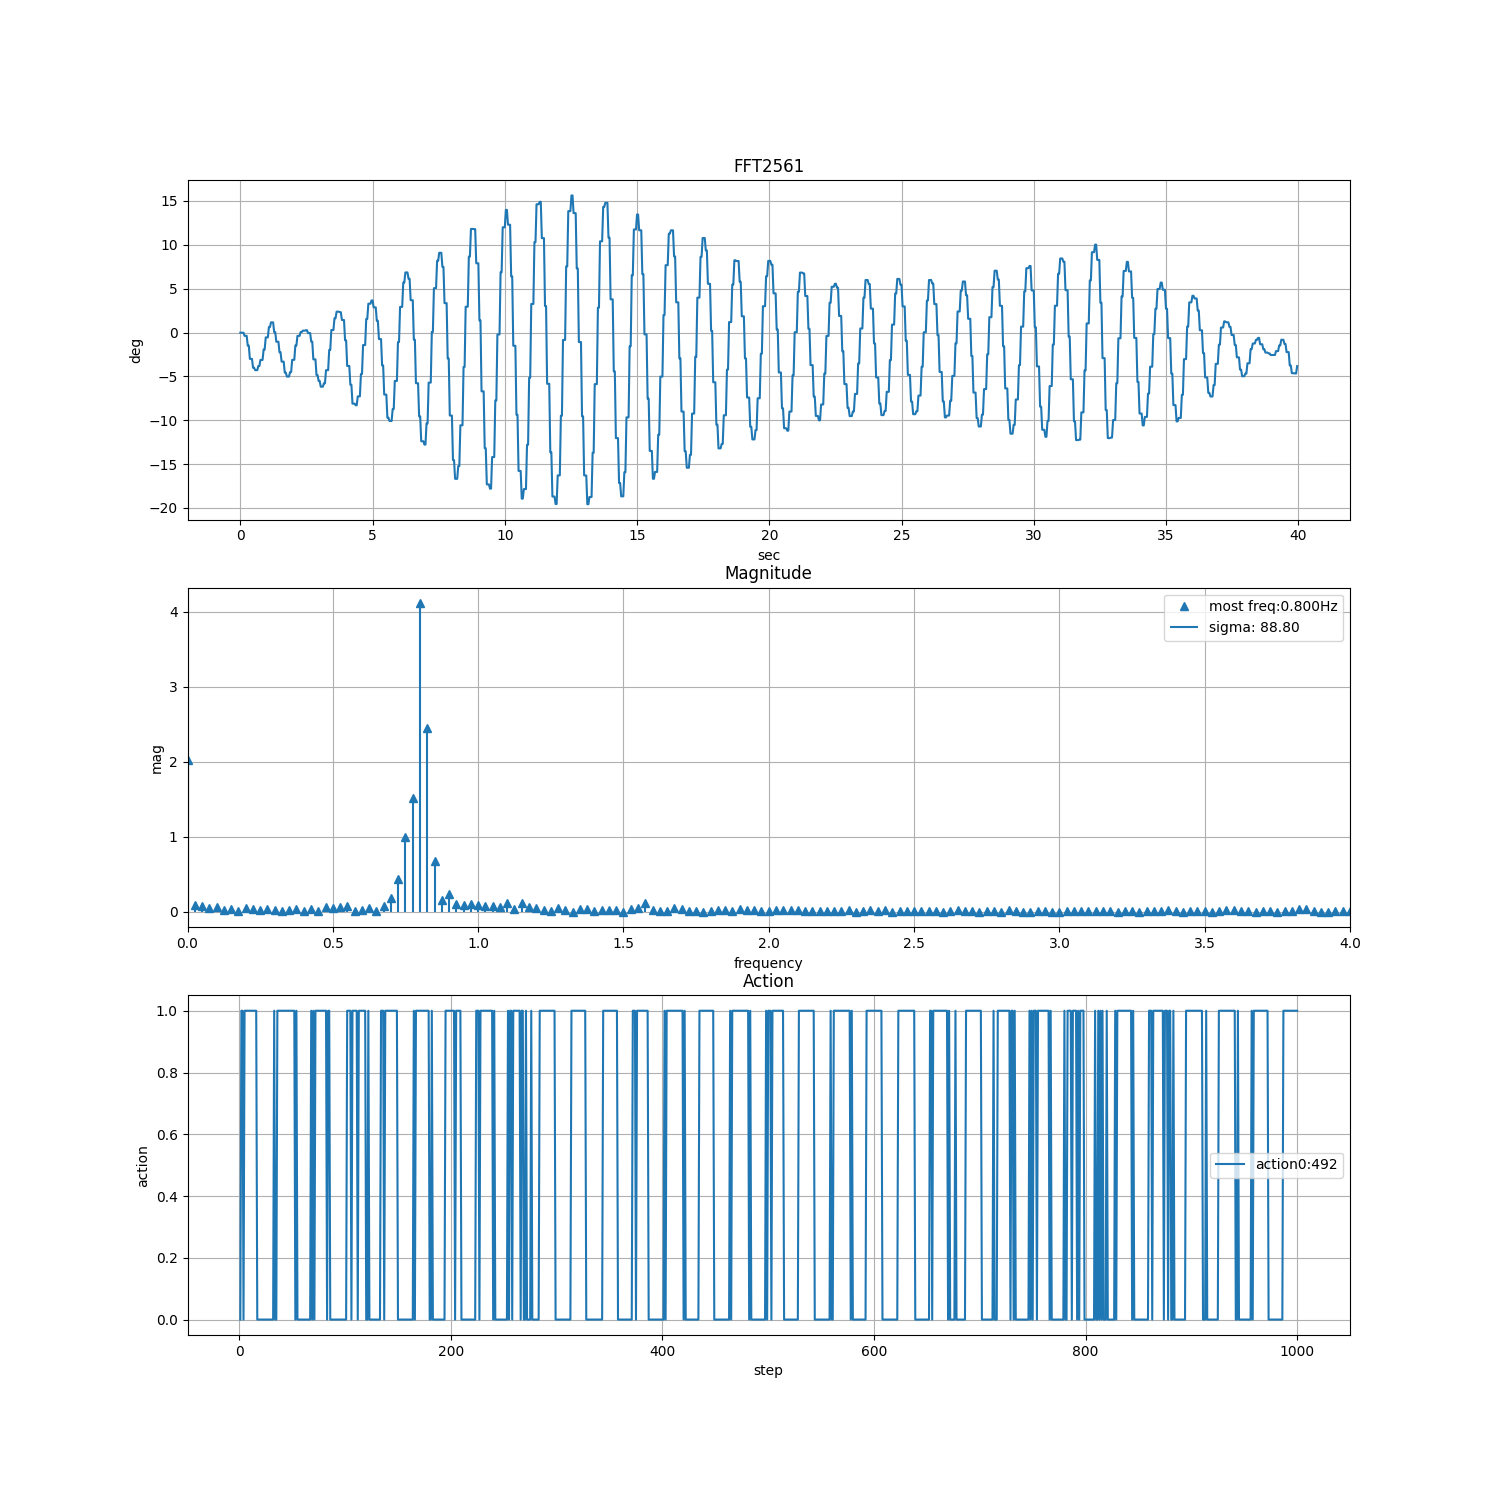 FFT2561
15
10
5
0
−5
−10
−15
−20
deg
0 5 10 15 20 25 30 35 40
sec
Magnitude
most freq:0.800Hz
sigma: 88.80
4
3
2
1
0
mag
0.0 0.5 1.0 1.5 2.0 2.5 3.0 3.5 4.0
frequency
Action
1.0
0.8
0.6
0.4
0.2
0.0
action
action0:492
0 200 400 600 800 1000
step